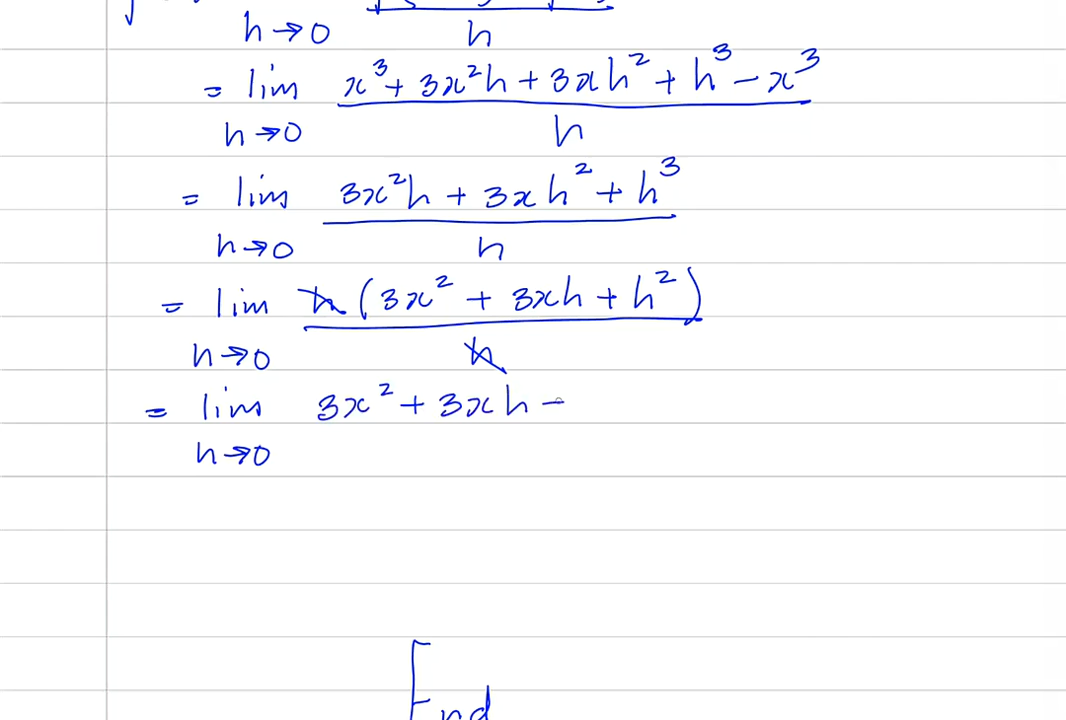 h→0 h
= lim x³ + 3x²h + 3xh² + h³ − x³
h→0 h
= lim 3x²h + 3xh² + h³
h→0 h
= lim h (3x² + 3xh + h²)
h→0 h
= lim 3x² + 3xh −
h→0
End